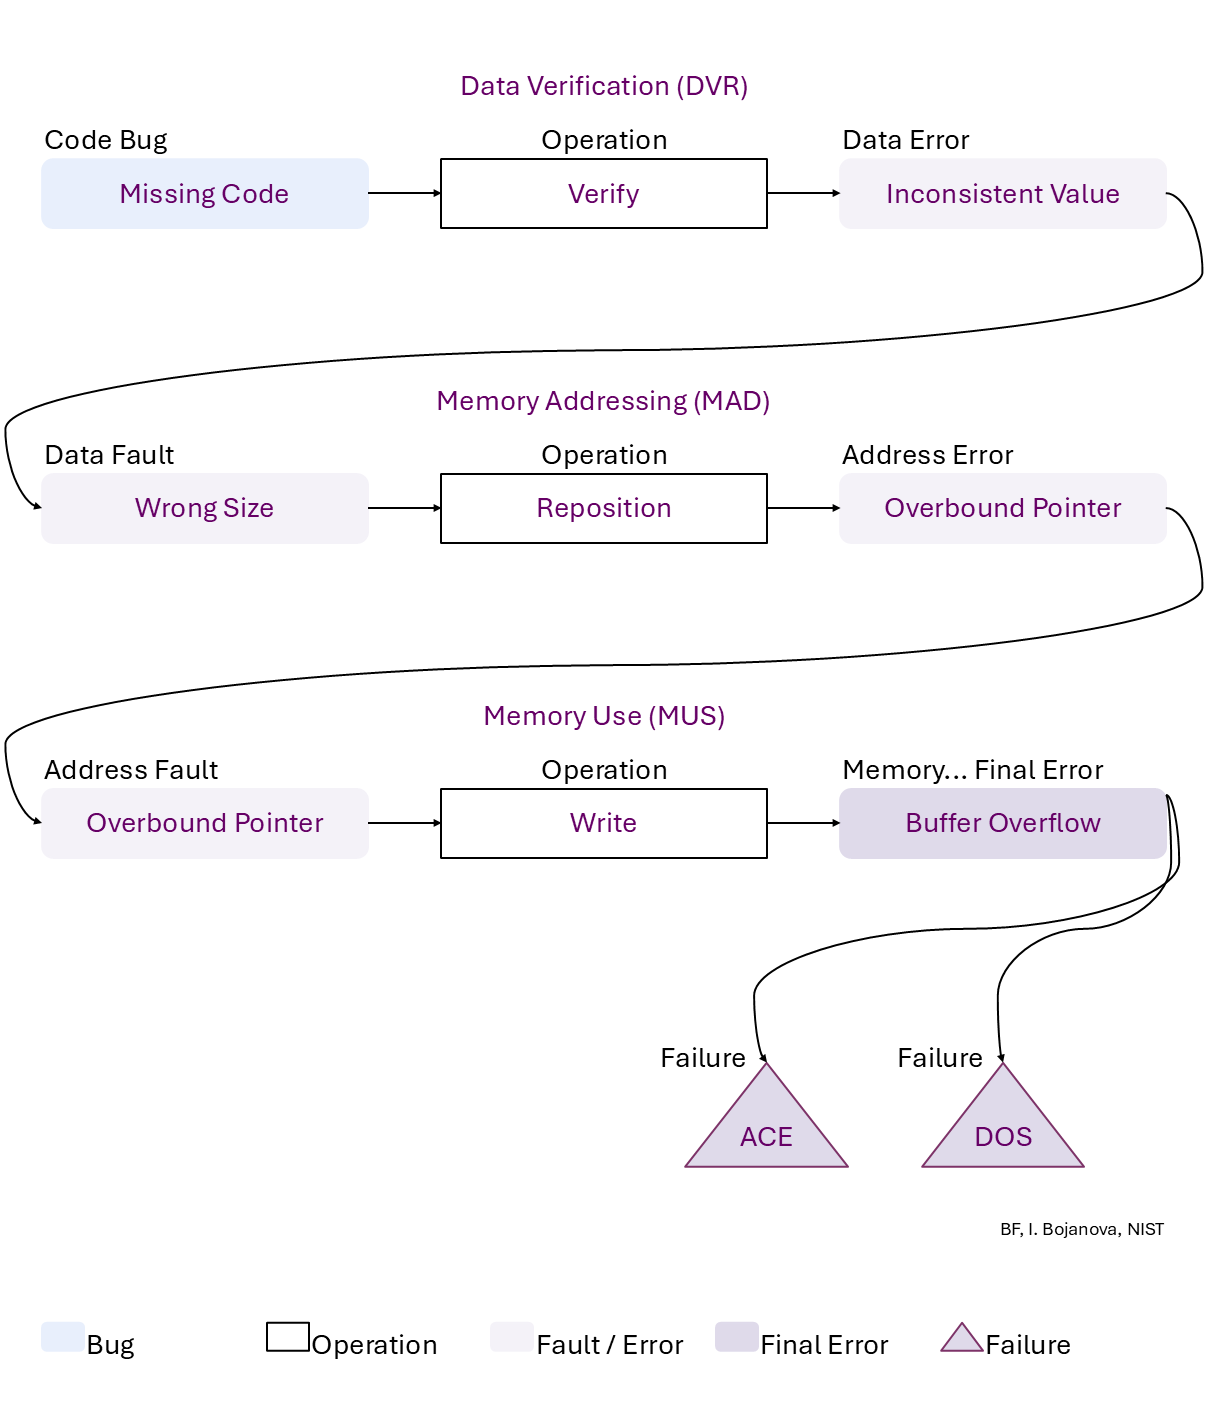 Data Verification (DVR)
Code Bug
Operation
Data Error
Missing Code
Verify
Inconsistent Value
Memory Addressing (MAD)
Data Fault
Operation
Address Error
Wrong Size
Reposition
Overbound Pointer
Memory Use (MUS)
Address Fault
Operation
Memory... Final Error
Overbound Pointer
Write
Buffer Overflow
Failure
Failure
ACE
DOS
BF, I. Bojanova, NIST
Bug
Operation
Fault / Error
Final Error
Failure